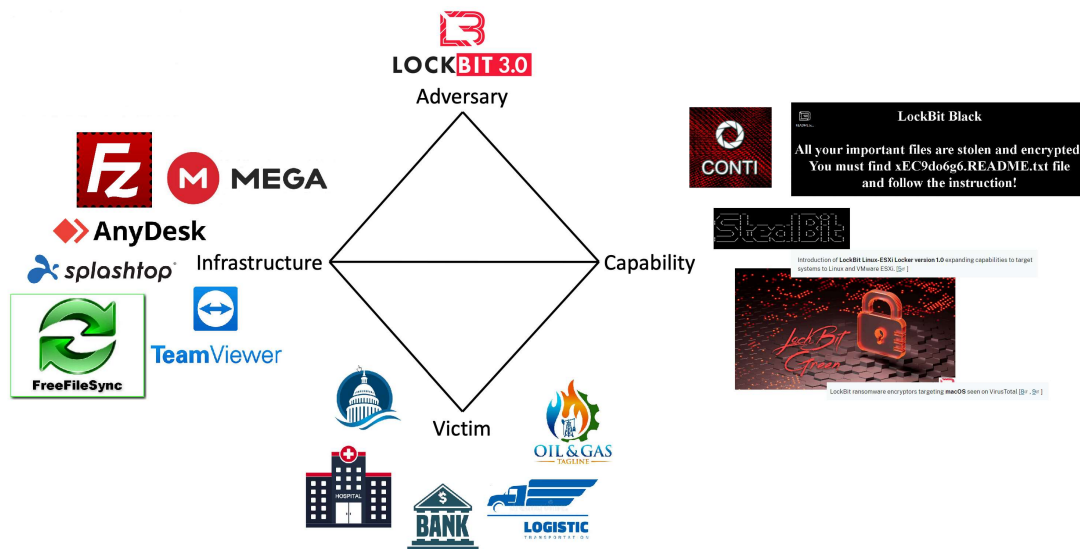 LOCKBIT 3.0
Adversary
Fz
M MEGA
AnyDesk
splashtop
Infrastructure
FreeFileSync
TeamViewer
Capability
CONTI
LockBit Black
All your important files are stolen and encrypted
You must find xEC9do6g6.README.txt file
and follow the instruction!
StealBit
Introduction of LockBit Linux-ESXi Locker version 1.0 expanding capabilities to target
systems to Linux and VMware ESXi.
LockBit
Green
LockBit ransomware encryptors targeting macOS seen on VirusTotal
Victim
HOSPITAL
$
BANK
OIL & GAS
TAGLINE
LOGISTIC
TRANSPORTATION